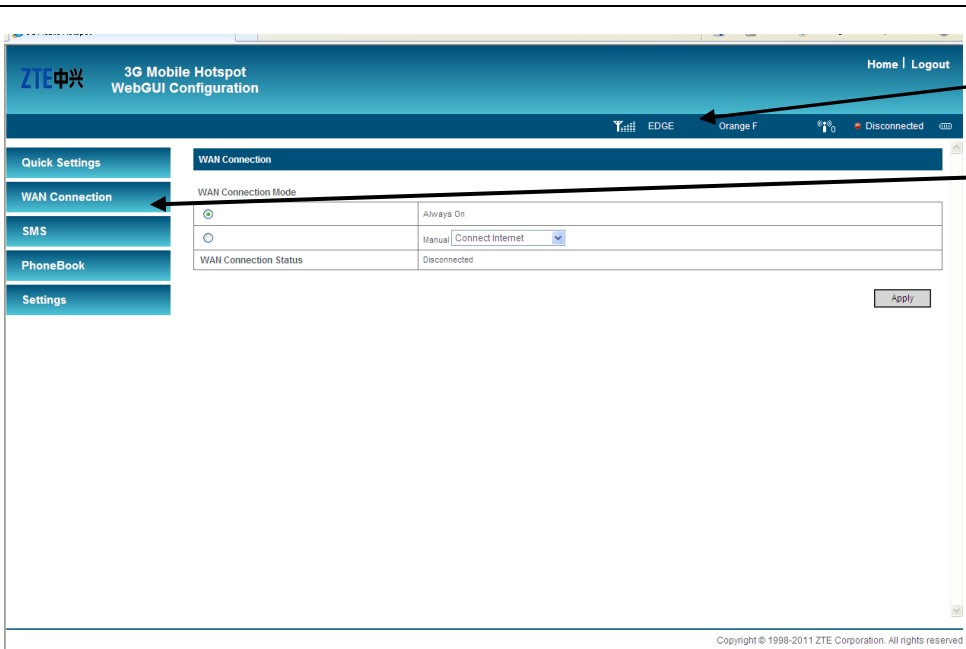 ZTE中兴
3G Mobile Hotspot
WebGUI Configuration
Home | Logout
EDGE Orange F Disconnected
Quick Settings
WAN Connection
SMS
PhoneBook
Settings
WAN Connection
WAN Connection Mode
Always On
Manual Connect Internet
WAN Connection Status Disconnected
Apply
Copyright © 1998-2011 ZTE Corporation. All rights reserved